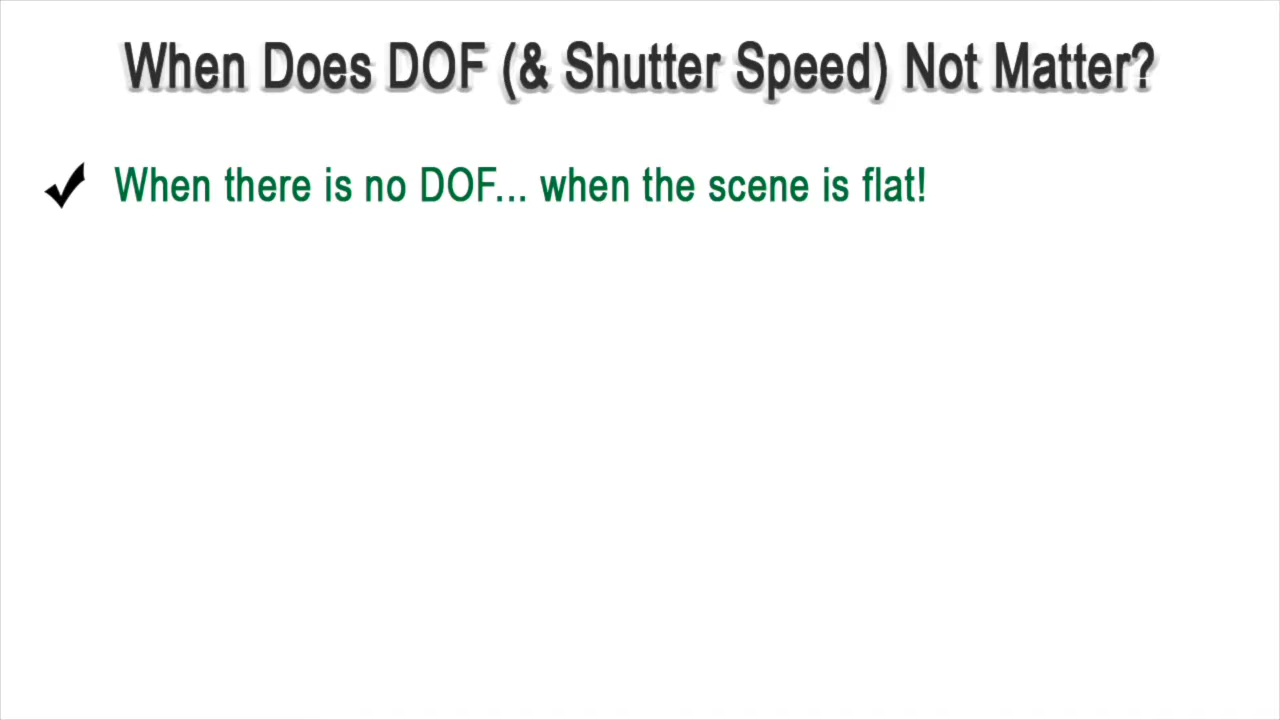 When Does DOF (& Shutter Speed) Not Matter?
When there is no DOF... when the scene is flat!